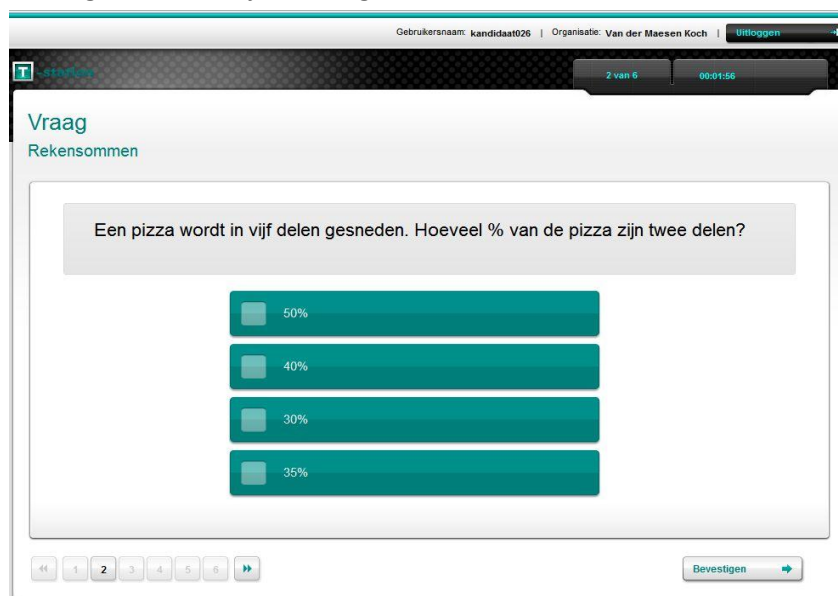 Gebruikersnaam: kandidaat026 | Organisatie: Van der Maesen Koch | Uitloggen
T -station 2 van 6 00:01:56
Vraag
Rekensommen
Een pizza wordt in vijf delen gesneden. Hoeveel % van de pizza zijn twee delen?
50%
40%
30%
35%
1 2 3 4 5 6 Bevestigen